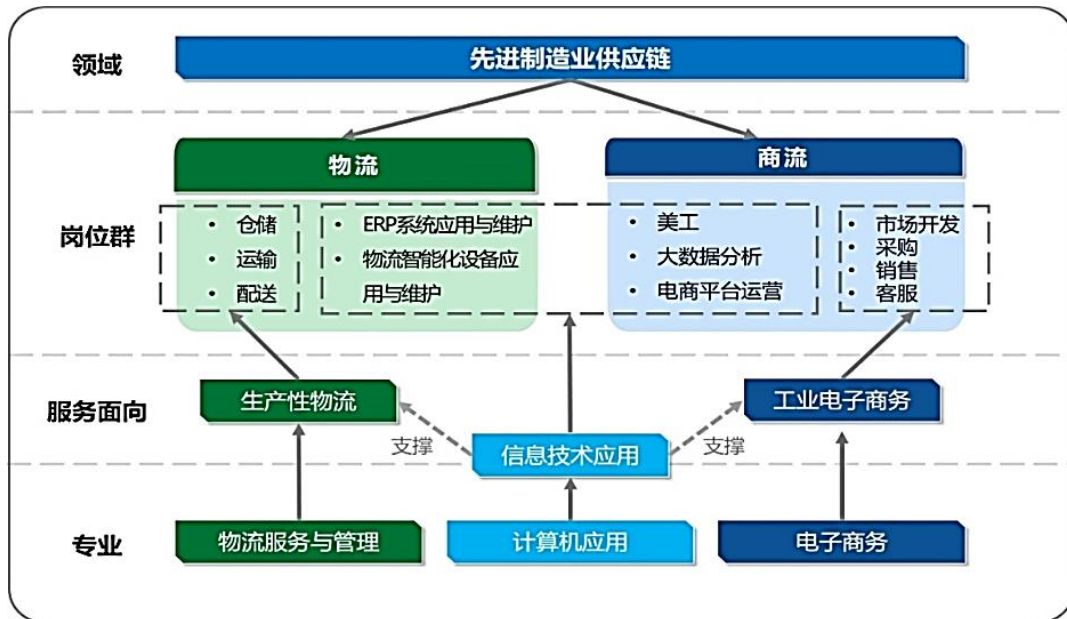 领域
先进制造业供应链
物流
商流
岗位群
• 仓储
• 运输
• 配送
• ERP系统应用与维护
• 物流智能化设备应
用与维护
• 美工
• 大数据分析
• 电商平台运营
• 市场开发
• 采购
• 销售
• 客服
服务面向
生产性物流
工业电子商务
支撑
信息技术应用
支撑
专业
物流服务与管理
计算机应用
电子商务